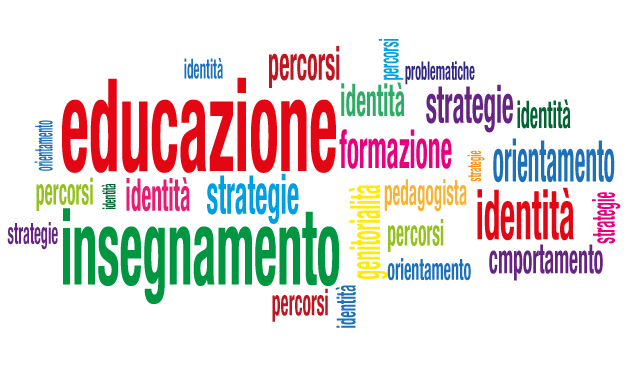 percorsi
identità
percorsi
problematiche
educazione
identità
strategie
identità
orientamento
formazione
strategie
orientamento
percorsi
identità
identità
strategie
genitorialità
pedagogista
identità
strategie
strategie
insegnamento
percorsi
orientamento
cmportamento
percorsi
identità